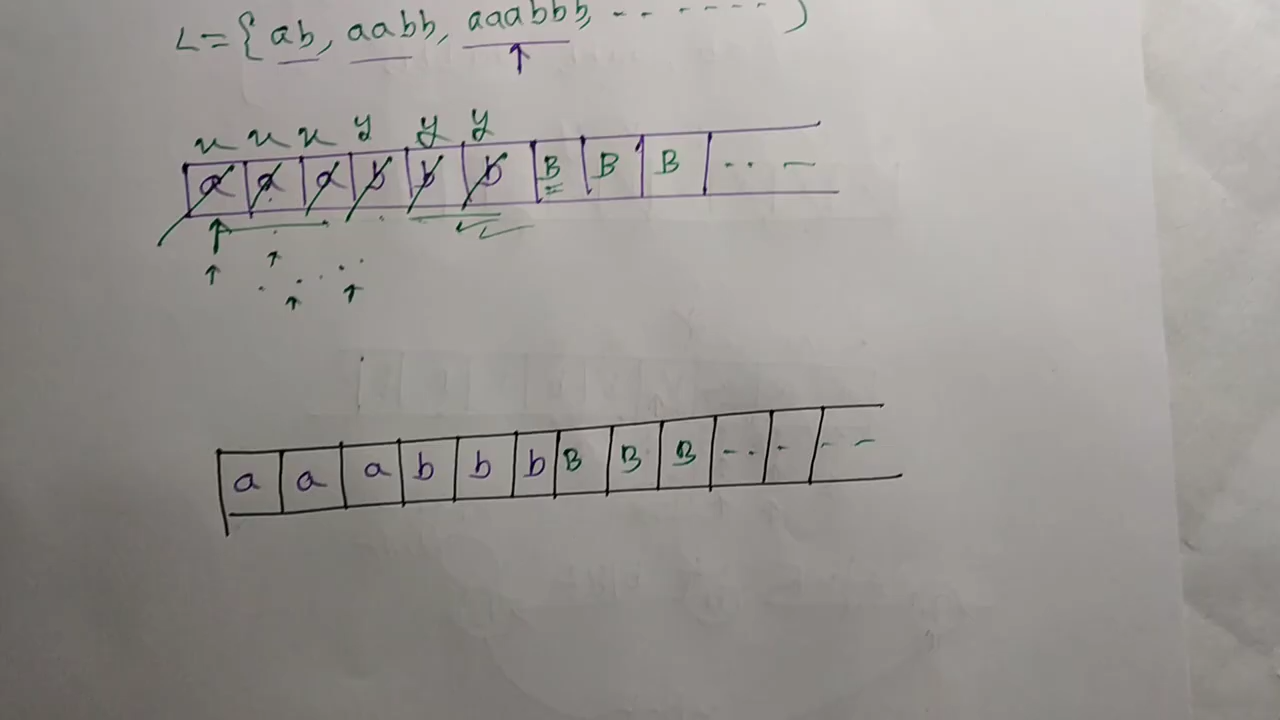 L={ab, aabb, aaabbb, - - - - - - - )
x x x y y y
a a a b b b B B B - - -
a a a b b b B B B - - - - - -